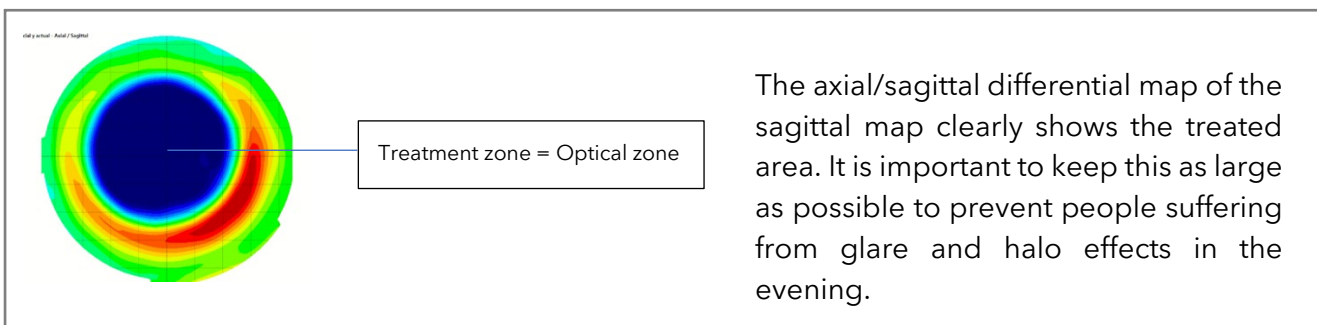 Axial / Sagittal
Treatment zone = Optical zone
The axial/sagittal differential map of the
sagittal map clearly shows the treated
area. It is important to keep this as large
as possible to prevent people suffering
from glare and halo effects in the
evening.